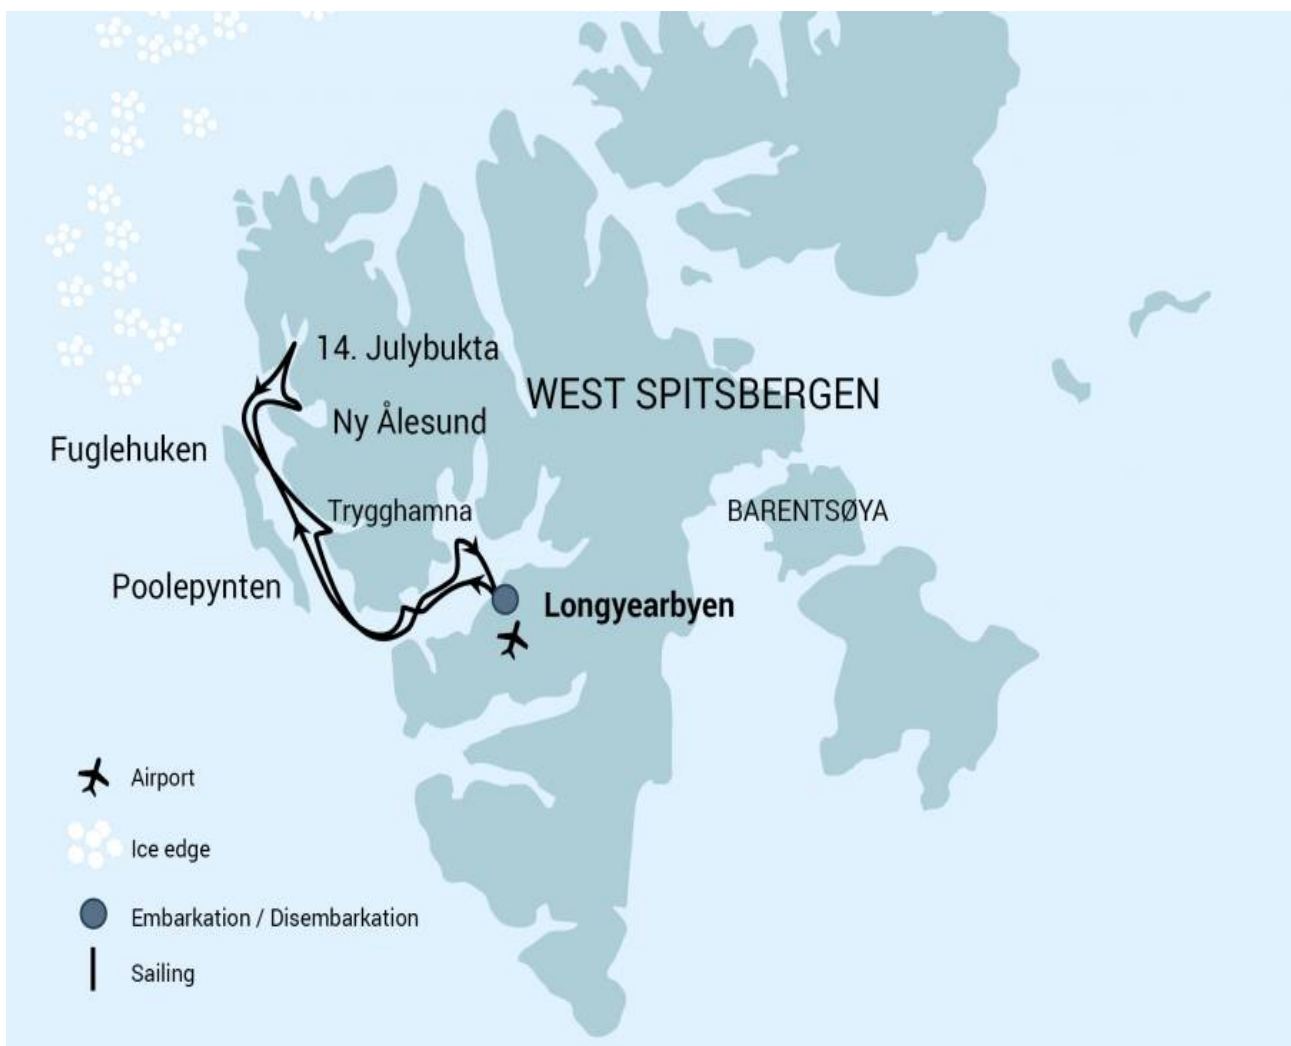 14. Julybukta
WEST SPITSBERGEN
Ny Ålesund
Fuglehuken
Trygghamna
BARENTSØYA
Poolepynten
Longyearbyen
Airport
Ice edge
Embarkation / Disembarkation
Sailing